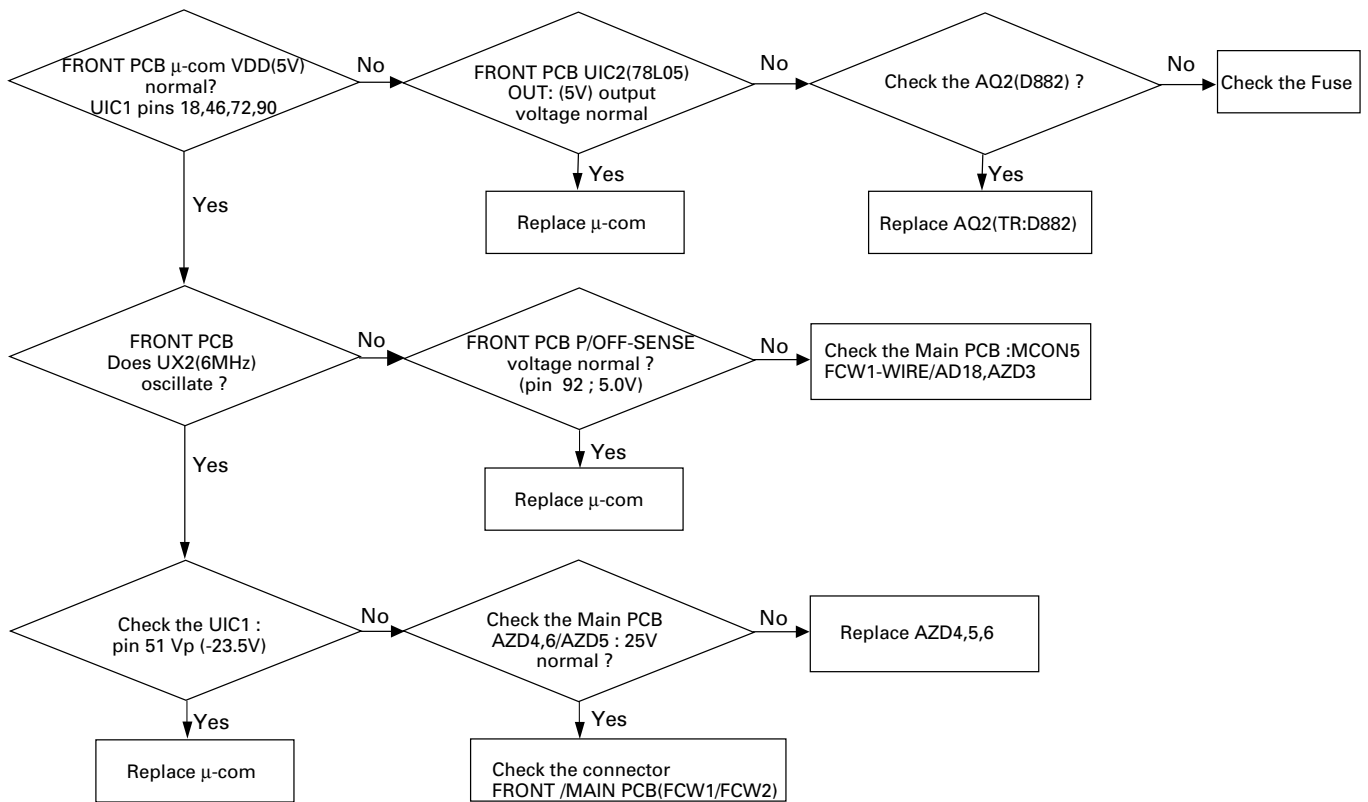 FRONT PCB μ-com VDD(5V)
normal?
UIC1 pins 18,46,72,90
No
FRONT PCB UIC2(78L05)
OUT: (5V) output
voltage normal
No
Check the AQ2(D882) ?
No
Check the Fuse
Yes
Yes
Yes
Replace μ-com
Replace AQ2(TR:D882)
FRONT PCB
Does UX2(6MHz)
oscillate ?
No
FRONT PCB P/OFF-SENSE
voltage normal ?
(pin 92 ; 5.0V)
No
Check the Main PCB :MCON5
FCW1-WIRE/AD18,AZD3
Yes
Yes
Replace μ-com
Check the UIC1 :
pin 51 Vp (-23.5V)
No
Check the Main PCB
AZD4,6/AZD5 : 25V
normal ?
No
Replace AZD4,5,6
Yes
Yes
Replace μ-com
Check the connector
FRONT /MAIN PCB(FCW1/FCW2)